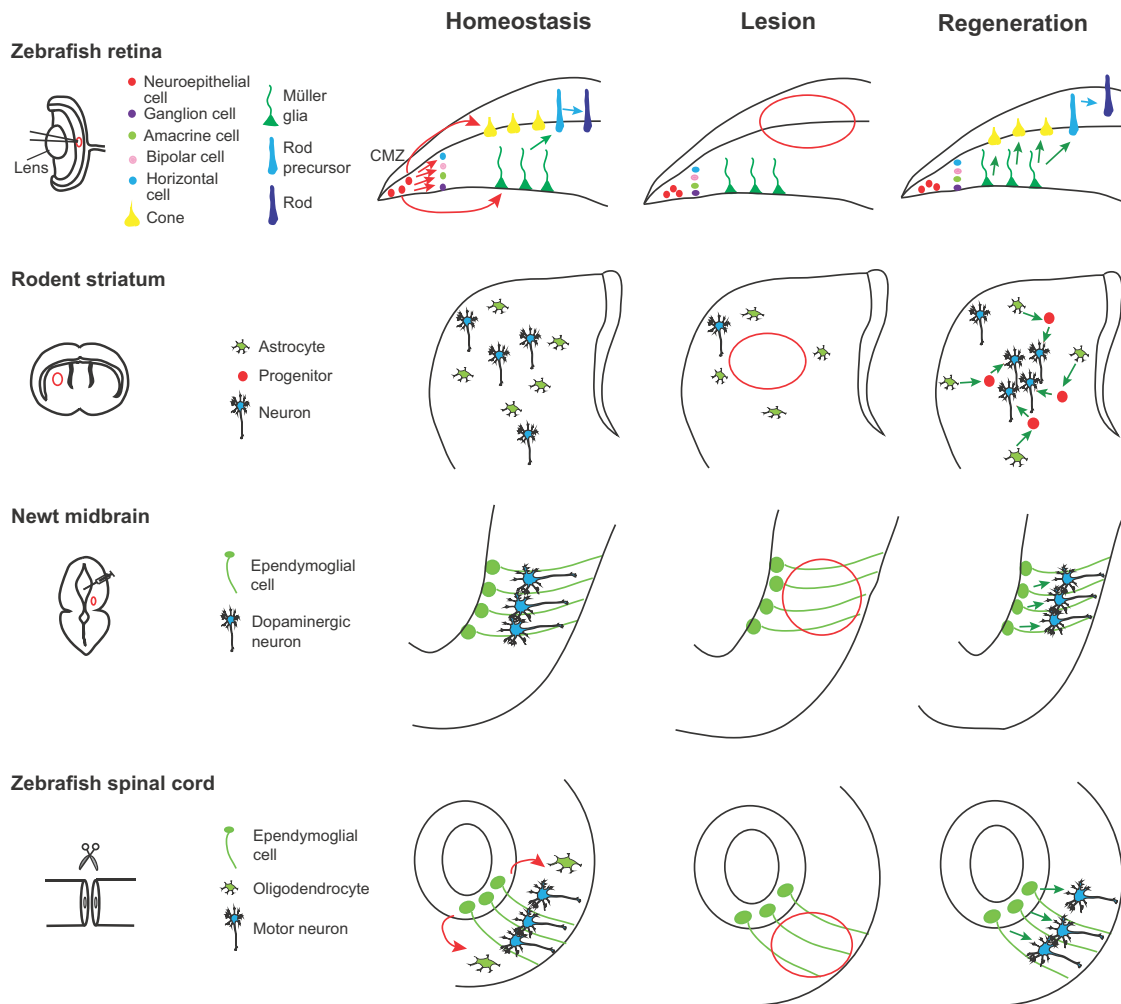 Homeostasis
Lesion
Regeneration
Zebrafish retina
Neuroepithelial
cell
Ganglion cell
Amacrine cell
Bipolar cell
Horizontal
cell
Cone
Müller
glia
Rod
precursor
Rod
Lens
CMZ
Rodent striatum
Astrocyte
Progenitor
Neuron
Newt midbrain
Ependymoglial
cell
Dopaminergic
neuron
Zebrafish spinal cord
Ependymoglial
cell
Oligodendrocyte
Motor neuron